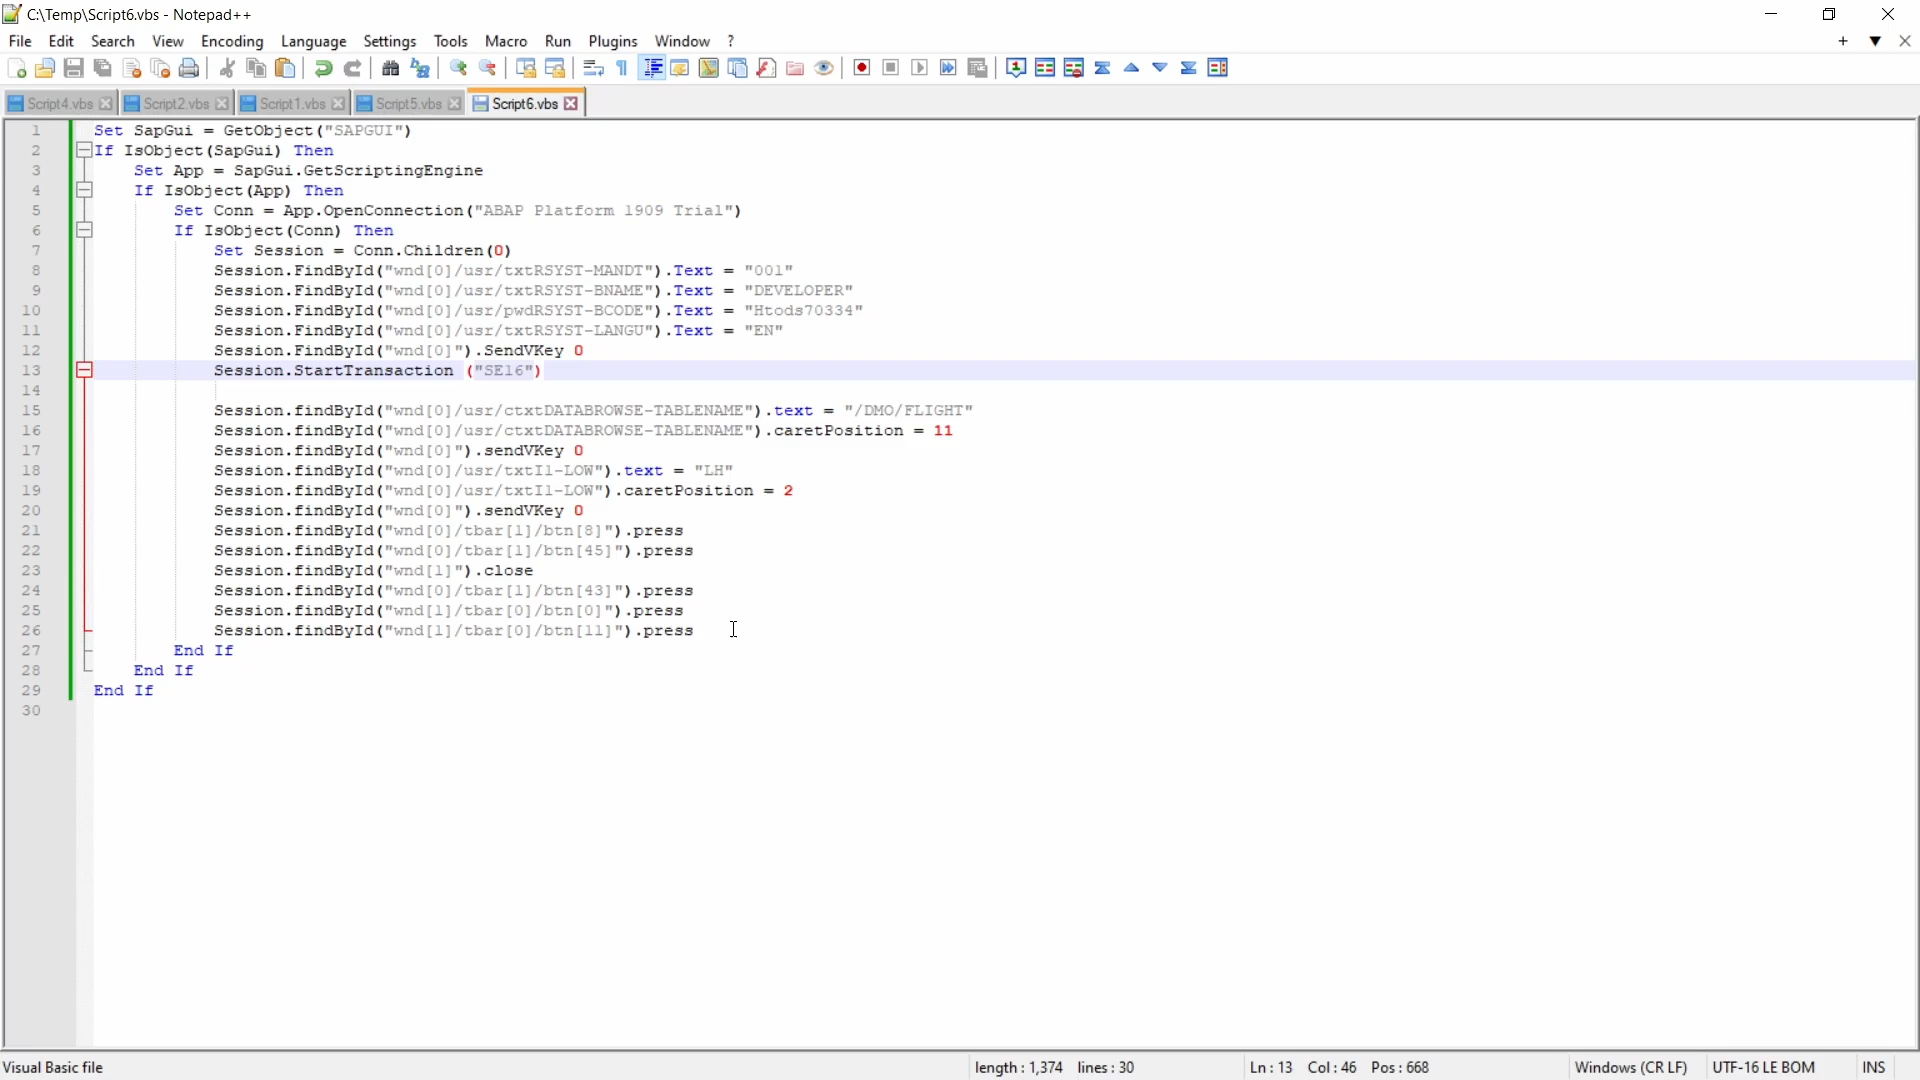 C:\Temp\Script6.vbs - Notepad++
File Edit Search View Encoding Language Settings Tools Macro Run Plugins Window ?
Script4.vbs Script2.vbs Script1.vbs Script5.vbs Script6.vbs
1 Set SapGui = GetObject("SAPGUI")
2 If IsObject(SapGui) Then
3 Set App = SapGui.GetScriptingEngine
4 If IsObject(App) Then
5 Set Conn = App.OpenConnection("ABAP Platform 1909 Trial")
6 If IsObject(Conn) Then
7 Set Session = Conn.Children(0)
8 Session.FindById("wnd[0]/usr/txtRSYST-MANDT").Text = "001"
9 Session.FindById("wnd[0]/usr/txtRSYST-BNAME").Text = "DEVELOPER"
10 Session.FindById("wnd[0]/usr/pwdRSYST-BCODE").Text = "Htods70334"
11 Session.FindById("wnd[0]/usr/txtRSYST-LANGU").Text = "EN"
12 Session.FindById("wnd[0]").SendVKey 0
13 Session.StartTransaction ("SE16")
14
15 Session.findById("wnd[0]/usr/ctxtDATABROWSE-TABLENAME").text = "/DMO/FLIGHT"
16 Session.findById("wnd[0]/usr/ctxtDATABROWSE-TABLENAME").caretPosition = 11
17 Session.findById("wnd[0]").sendVKey 0
18 Session.findById("wnd[0]/usr/txtI1-LOW").text = "LH"
19 Session.findById("wnd[0]/usr/txtI1-LOW").caretPosition = 2
20 Session.findById("wnd[0]").sendVKey 0
21 Session.findById("wnd[0]/tbar[1]/btn[8]").press
22 Session.findById("wnd[0]/tbar[1]/btn[45]").press
23 Session.findById("wnd[1]").close
24 Session.findById("wnd[0]/tbar[1]/btn[43]").press
25 Session.findById("wnd[1]/tbar[0]/btn[0]").press
26 Session.findById("wnd[1]/tbar[0]/btn[11]").press
27 End If
28 End If
29 End If
30
Visual Basic file length : 1,374 lines : 30 Ln : 13 Col : 46 Pos : 668 Windows (CR LF) UTF-16 LE BOM INS